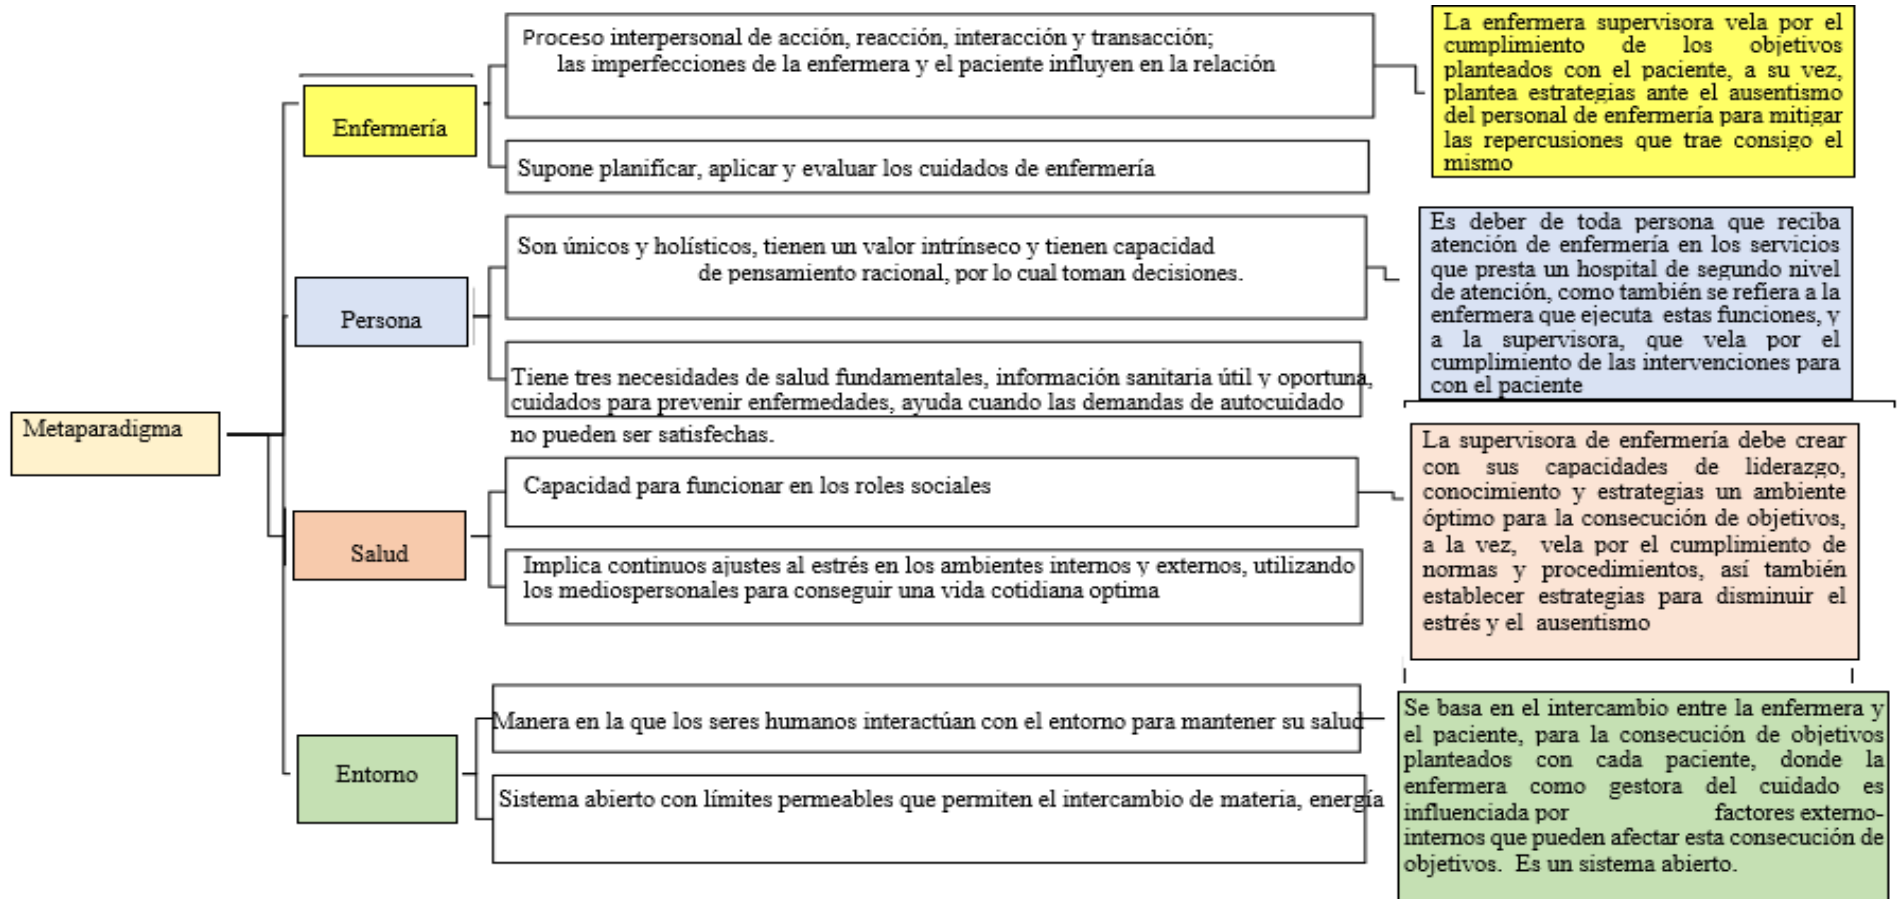 Metaparadigma
Enfermería
Proceso interpersonal de acción, reacción, interacción y transacción;
las imperfecciones de la enfermera y el paciente influyen en la relación
Supone planificar, aplicar y evaluar los cuidados de enfermería
La enfermera supervisora vela por el
cumplimiento de los objetivos
planteados con el paciente, a su vez,
plantea estrategias ante el ausentismo
del personal de enfermería para mitigar
las repercusiones que trae consigo el
mismo
Persona
Son únicos y holísticos, tienen un valor intrínseco y tienen capacidad
de pensamiento racional, por lo cual toman decisiones.
Tiene tres necesidades de salud fundamentales, información sanitaria útil y oportuna,
cuidados para prevenir enfermedades, ayuda cuando las demandas de autocuidado
no pueden ser satisfechas.
Es deber de toda persona que reciba
atención de enfermería en los servicios
que presta un hospital de segundo nivel
de atención, como también se refiera a la
enfermera que ejecuta estas funciones, y
a la supervisora, que vela por el
cumplimiento de las intervenciones para
con el paciente
Salud
Capacidad para funcionar en los roles sociales
Implica continuos ajustes al estrés en los ambientes internos y externos, utilizando
los mediospersonales para conseguir una vida cotidiana optima
La supervisora de enfermería debe crear
con sus capacidades de liderazgo,
conocimiento y estrategias un ambiente
óptimo para la consecución de objetivos,
a la vez, vela por el cumplimiento de
normas y procedimientos, así también
establecer estrategias para disminuir el
estrés y el ausentismo
Entorno
Manera en la que los seres humanos interactúan con el entorno para mantener su salud
Sistema abierto con límites permeables que permiten el intercambio de materia, energía
Se basa en el intercambio entre la enfermera y
el paciente, para la consecución de objetivos
planteados con cada paciente, donde la
enfermera como gestora del cuidado es
influenciada por factores externo-
internos que pueden afectar esta consecución de
objetivos. Es un sistema abierto.